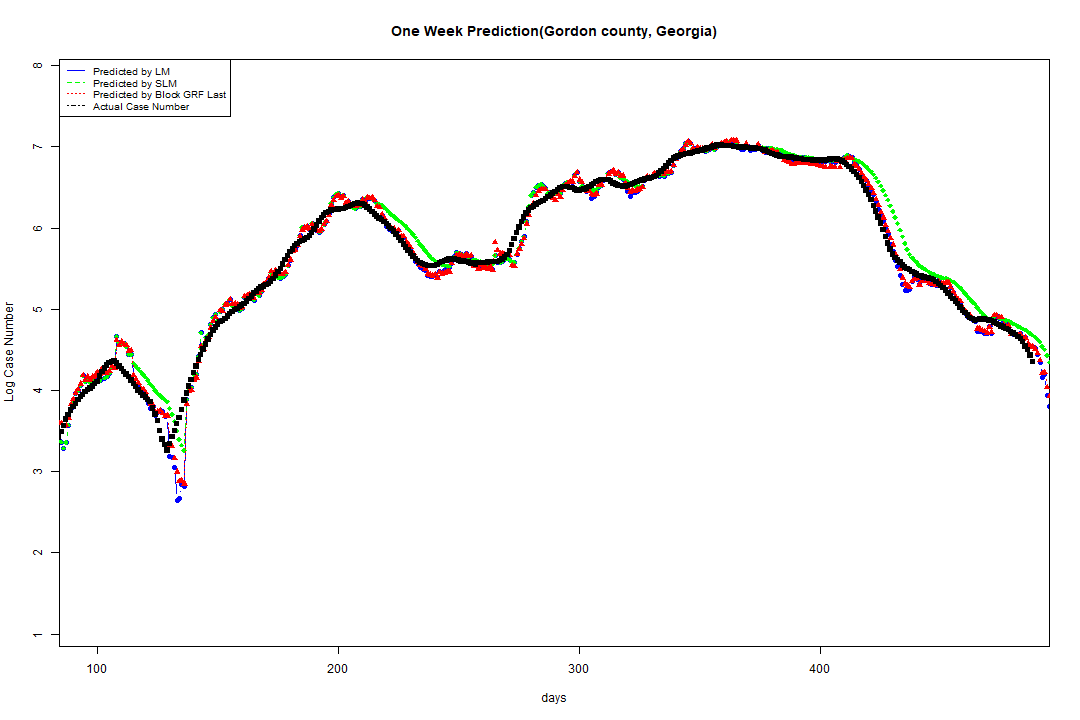 One Week Prediction(Gordon county, Georgia)
Predicted by LM
Predicted by SLM
Predicted by Block GRF Last
Actual Case Number
8
7
6
5
4
3
2
1
Log Case Number
100 200 300 400
days